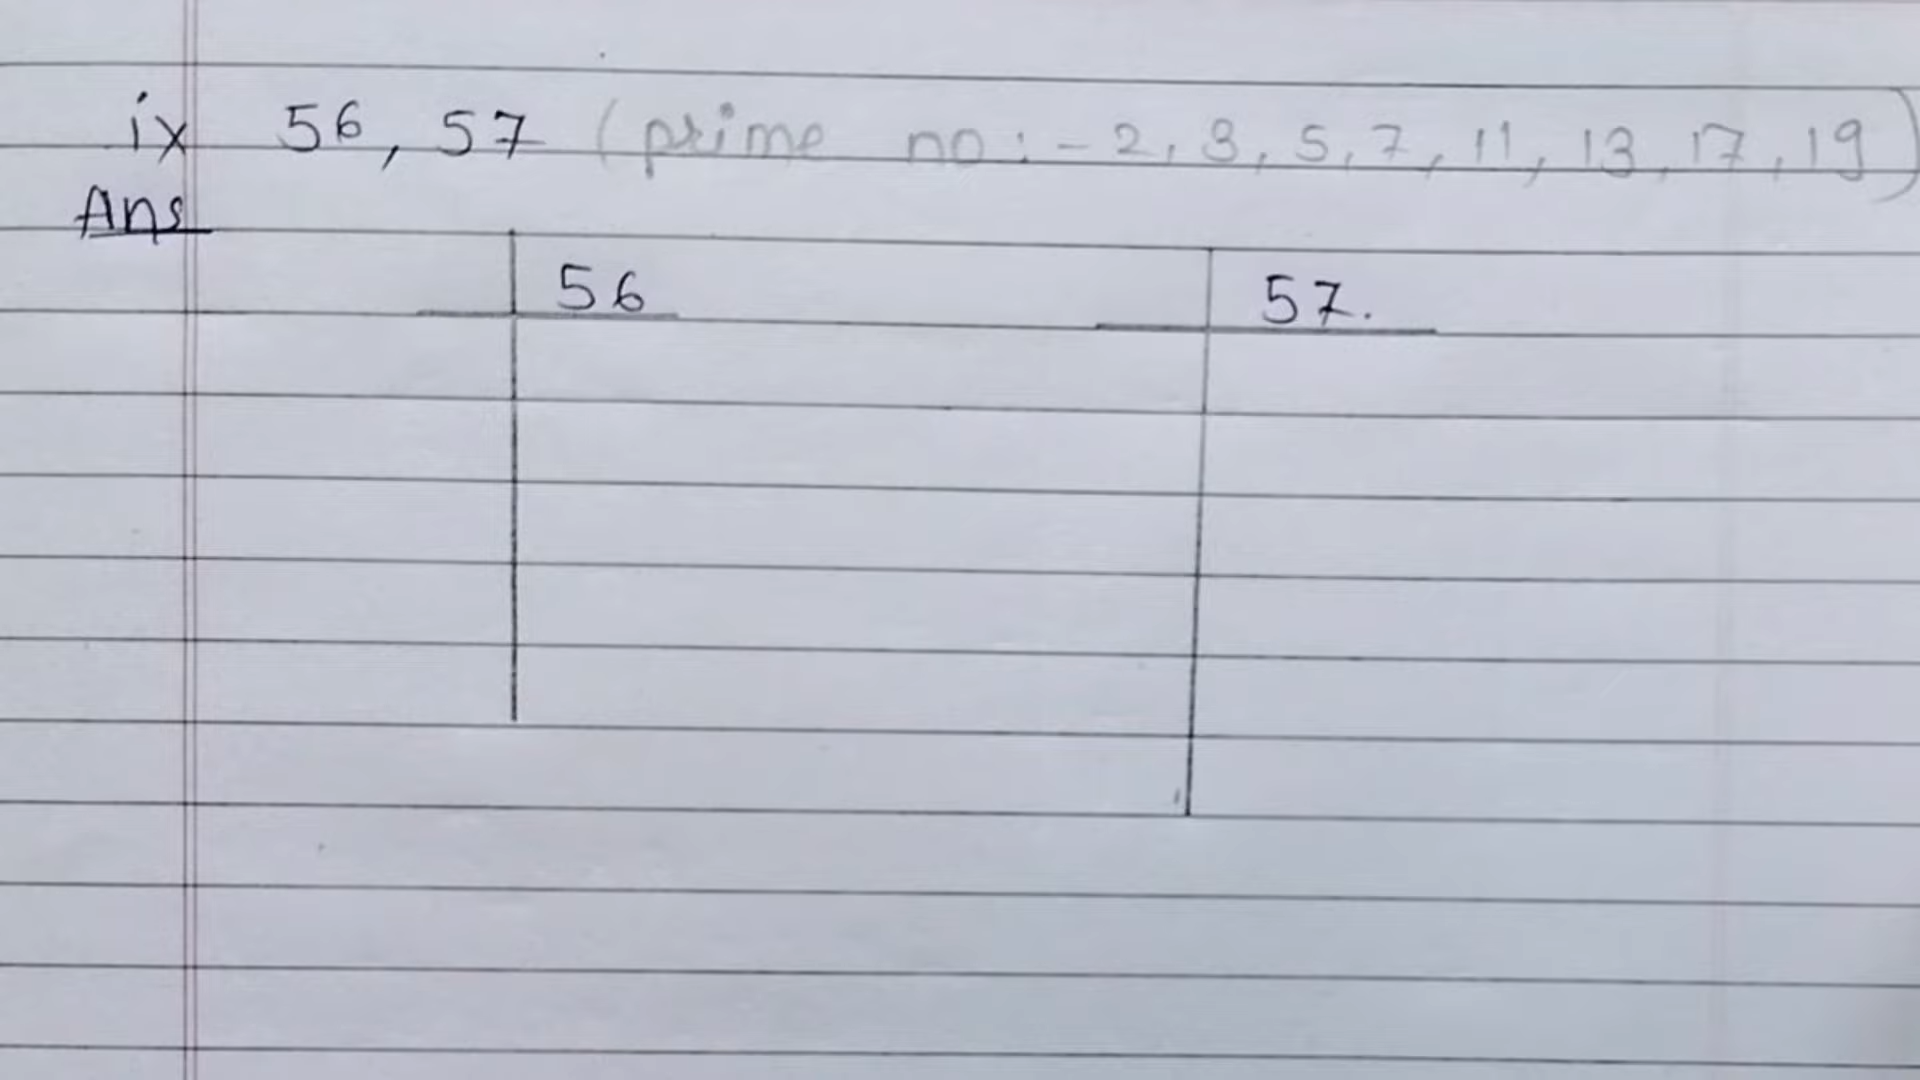 ix 56, 57 (prime no:- 2, 3, 5, 7, 11, 13, 17, 19)
Ans
56 57.